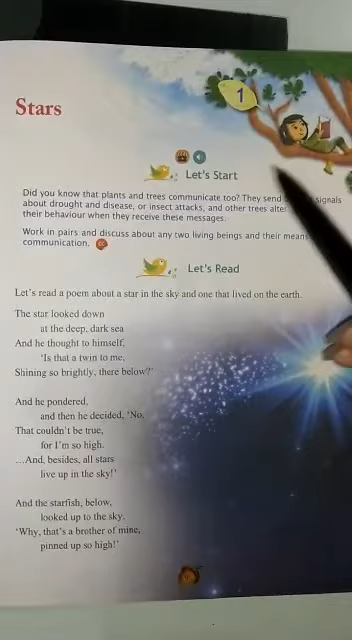 1
Stars
Let's Start
Did you know that plants and trees communicate too? They send signals
about drought and disease, or insect attacks, and other trees alter
their behaviour when they receive these messages.
Work in pairs and discuss about any two living beings and their mean
communication.
Let's Read
Let's read a poem about a star in the sky and one that lived on the earth.
The star looked down
at the deep, dark sea
And he thought to himself,
'Is that a twin to me,
Shining so brightly, there below?'
And he pondered,
and then he decided, 'No,
That couldn't be true,
for I'm so high.
...And, besides, all stars
live up in the sky!'
And the starfish, below,
looked up to the sky.
'Why, that's a brother of mine,
pinned up so high!'